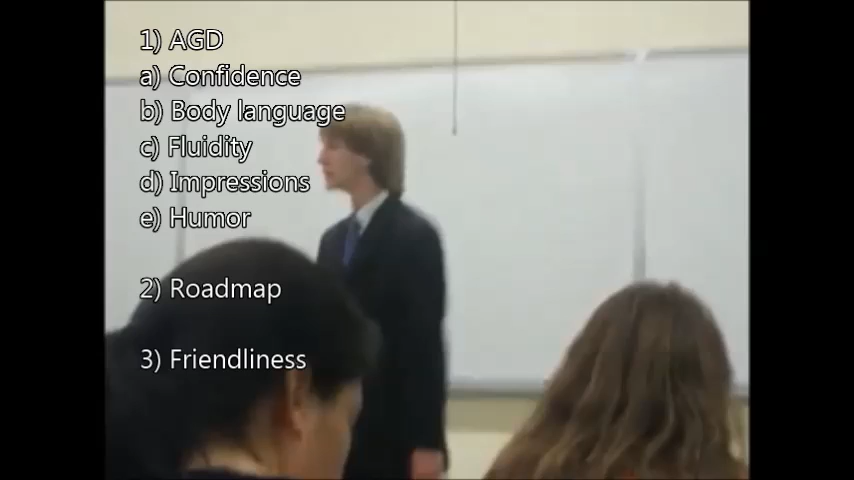 1) AGD
a) Confidence
b) Body language
c) Fluidity
d) Impressions
e) Humor
2) Roadmap
3) Friendliness